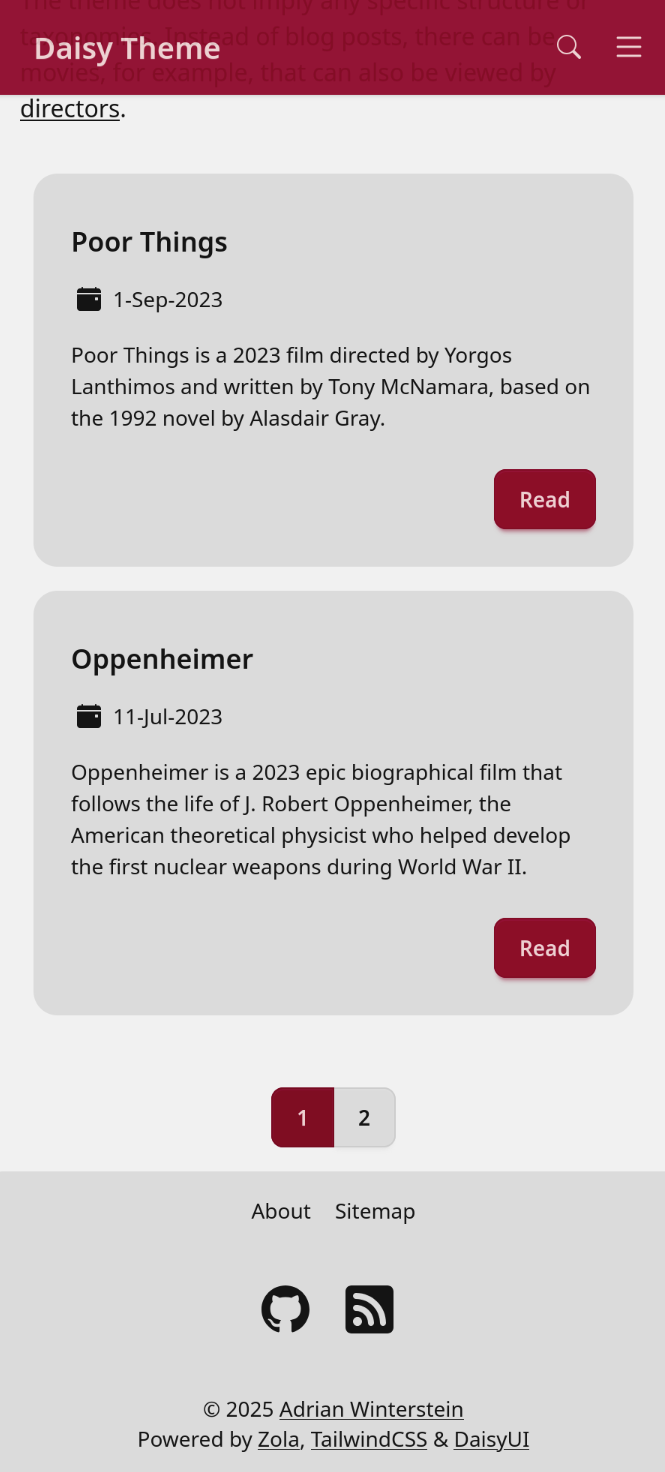 The theme does not imply any specific structure or
Daisy Theme
taxonomies. Instead of blog posts, there can be
movies, for example, that can also be viewed by
directors.
Poor Things
1-Sep-2023
Poor Things is a 2023 film directed by Yorgos
Lanthimos and written by Tony McNamara, based on
the 1992 novel by Alasdair Gray.
Read
Oppenheimer
11-Jul-2023
Oppenheimer is a 2023 epic biographical film that
follows the life of J. Robert Oppenheimer, the
American theoretical physicist who helped develop
the first nuclear weapons during World War II.
Read
1 2
About Sitemap
© 2025 Adrian Winterstein
Powered by Zola, TailwindCSS & DaisyUI